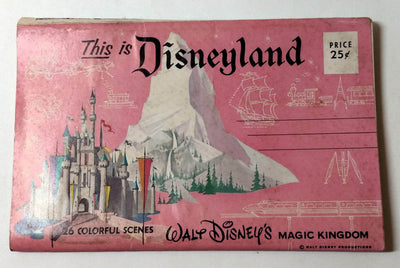 This is Disneyland
PRICE
25¢
26 COLORFUL SCENES
WALT DISNEY'S MAGIC KINGDOM
© WALT DISNEY PRODUCTIONS